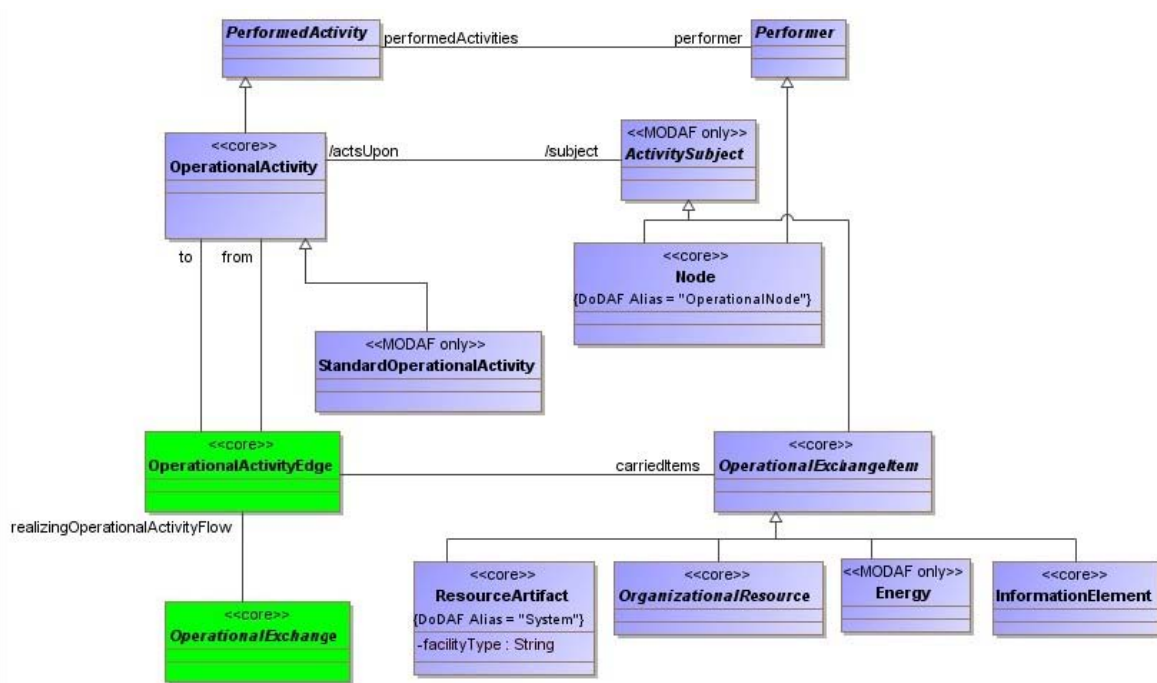 PerformedActivity
performedActivities
performer
Performer
<<core>>
OperationalActivity
/actsUpon
/subject
<<MODAF only>>
ActivitySubject
to
from
<<core>>
Node
{DoDAF Alias = "OperationalNode"}
<<MODAF only>>
StandardOperationalActivity
<<core>>
OperationalActivityEdge
carriedItems
<<core>>
OperationalExchangeItem
realizingOperationalActivityFlow
<<core>>
OperationalExchange
<<core>>
ResourceArtifact
{DoDAF Alias = "System"}
-facilityType : String
<<core>>
OrganizationalResource
<<MODAF only>>
Energy
<<core>>
InformationElement